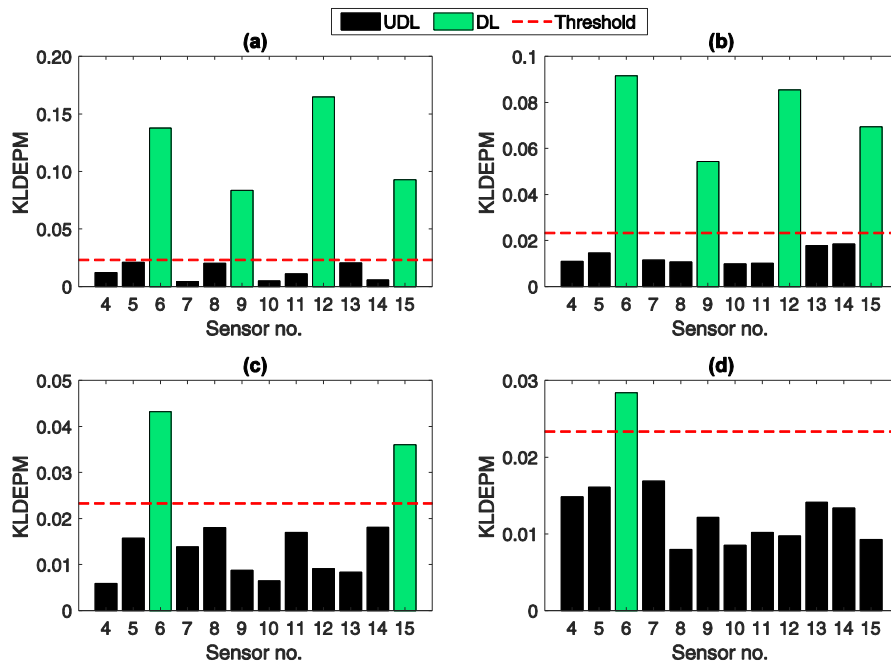 UDL DL Threshold
(a) (b)
0.20
0.15
0.10
0.05
0
KLDEPM
4 5 6 7 8 9 10 11 12 13 14 15
Sensor no.
0.1
0.08
0.06
0.04
0.02
0
KLDEPM
4 5 6 7 8 9 10 11 12 13 14 15
Sensor no.
(c) (d)
0.05
0.04
0.03
0.02
0.01
0
KLDEPM
4 5 6 7 8 9 10 11 12 13 14 15
Sensor no.
0.03
0.02
0.01
0
KLDEPM
4 5 6 7 8 9 10 11 12 13 14 15
Sensor no.